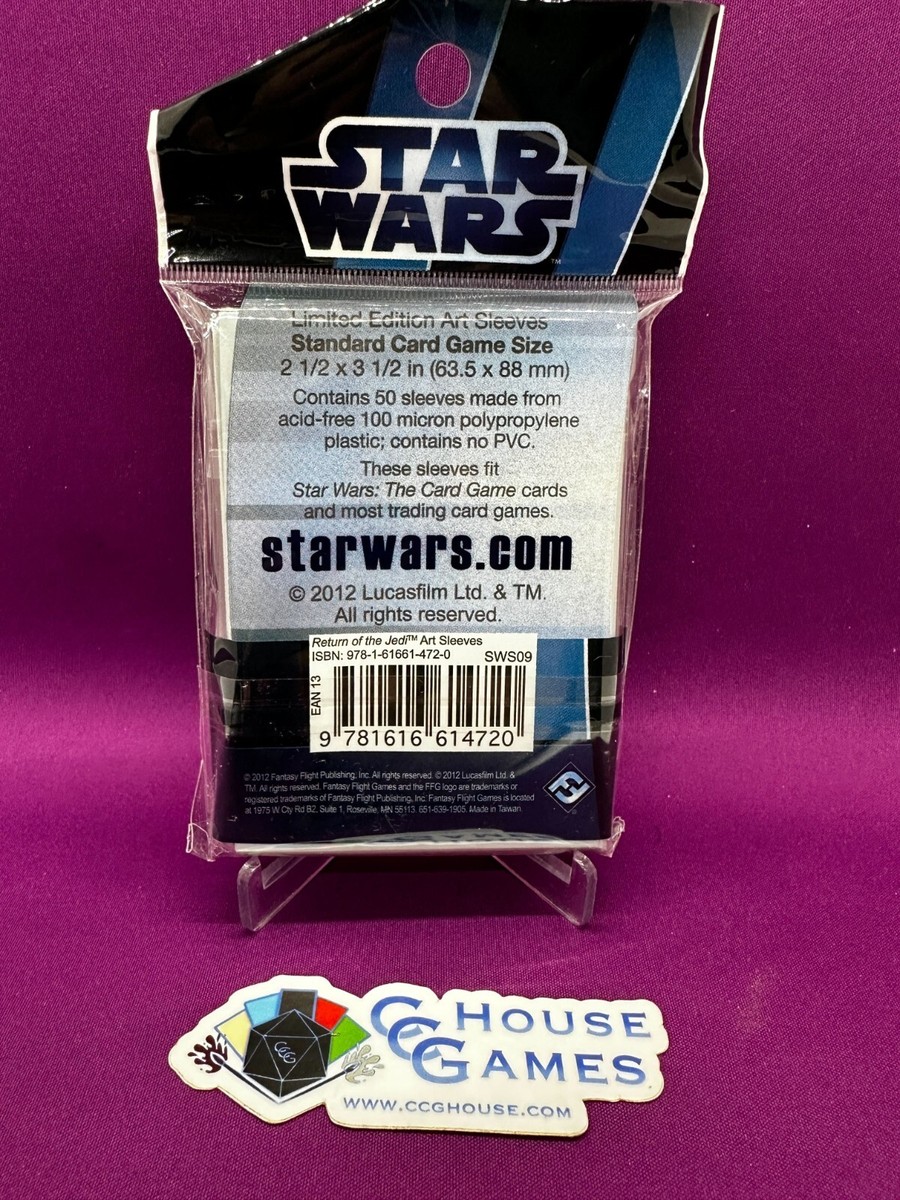 STAR
WARS
™
Limited Edition Art Sleeves
Standard Card Game Size
2 1/2 x 3 1/2 in (63.5 x 88 mm)
Contains 50 sleeves made from
acid-free 100 micron polypropylene
plastic; contains no PVC.
These sleeves fit
Star Wars: The Card Game cards
and most trading card games.
starwars.com
© 2012 Lucasfilm Ltd. & TM.
All rights reserved.
Return of the Jedi™ Art Sleeves
ISBN: 978-1-61661-472-0 SWS09
EAN 13
9 781616 614720
© 2012 Fantasy Flight Publishing, Inc. All rights reserved. © 2012 Lucasfilm Ltd. &
TM. All rights reserved. Fantasy Flight Games and the FFG logo are trademarks or
registered trademarks of Fantasy Flight Publishing, Inc. Fantasy Flight Games is located
at 1975 W. Cty Rd B2, Suite 1, Roseville, MN 55113. 651-639-1905. Made in Taiwan.
CCG
CCG HOUSE
GAMES
WWW.CCGHOUSE.COM